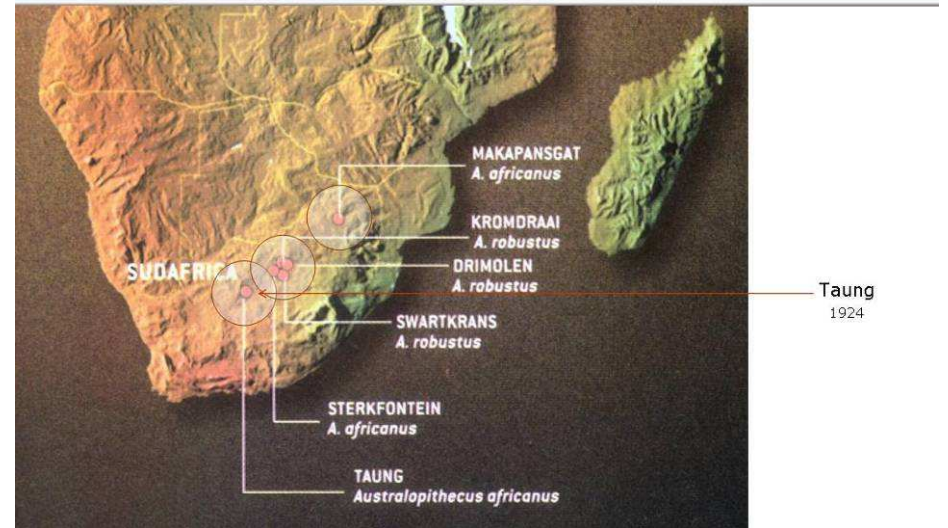 MAKAPANSGAT
A. africanus
KROMDRAAI
A. robustus
SUDAFRICA
DRIMOLEN
A. robustus
Taung
1924
SWARTKRANS
A. robustus
STERKFONTEIN
A. africanus
TAUNG
Australopithecus africanus